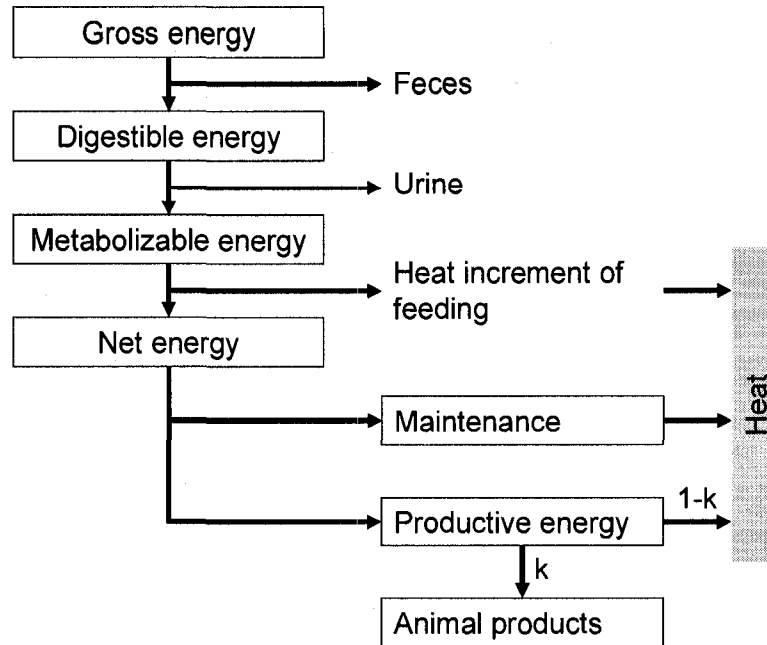 Gross energy
Feces
Digestible energy
Urine
Metabolizable energy
Heat increment of
feeding
Net energy
Heat
Maintenance
1-k
Productive energy
k
Animal products